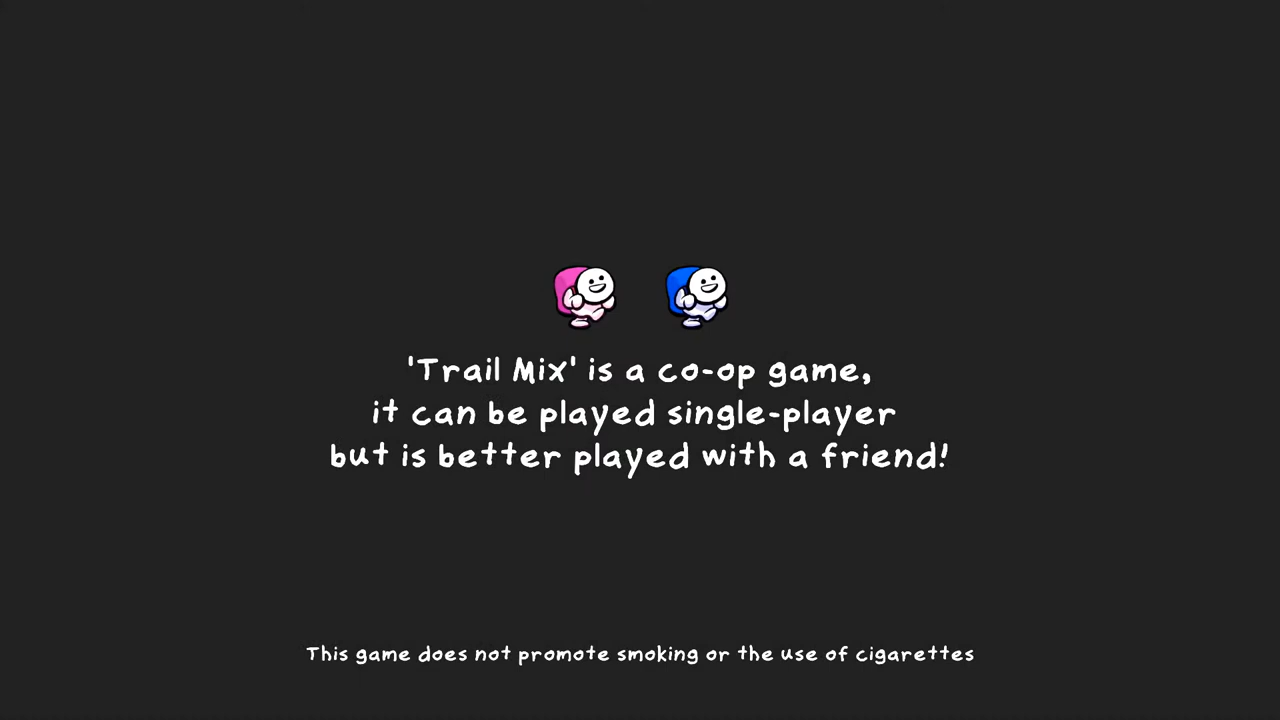 'Trail Mix' is a co-op game,
it can be played single-player
but is better played with a friend!
This game does not promote smoking or the use of cigarettes